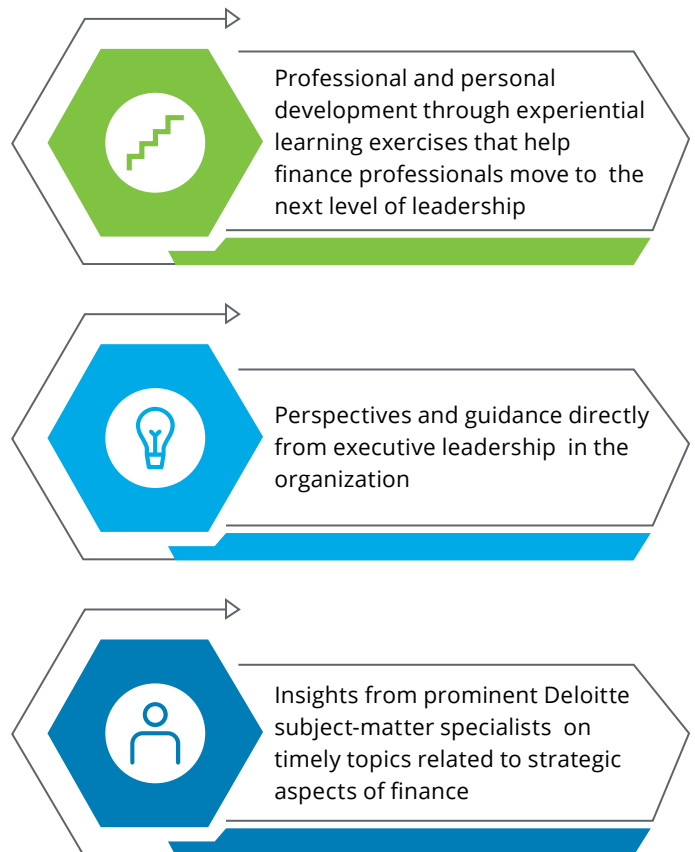 Professional and personal
development through experiential
learning exercises that help
finance professionals move to  the
next level of leadership
Perspectives and guidance directly
from executive leadership  in the
organization
Insights from prominent Deloitte
subject-matter specialists  on
timely topics related to strategic
aspects of finance